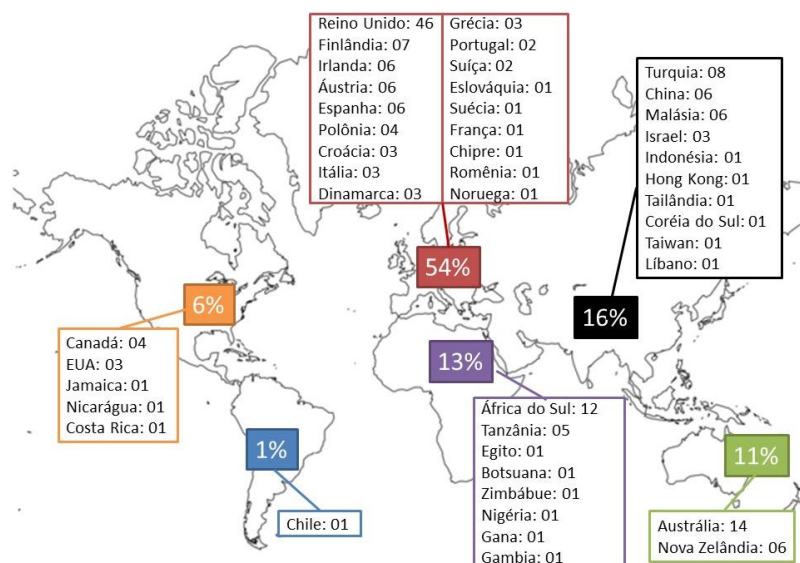 Reino Unido: 46
Finlândia: 07
Irlanda: 06
Áustria: 06
Espanha: 06
Polônia: 04
Croácia: 03
Itália: 03
Dinamarca: 03
Grécia: 03
Portugal: 02
Suíça: 02
Eslováquia: 01
Suécia: 01
França: 01
Chipre: 01
Romênia: 01
Noruega: 01
Turquia: 08
China: 06
Malásia: 06
Israel: 03
Indonésia: 01
Hong Kong: 01
Tailândia: 01
Coréia do Sul: 01
Taiwan: 01
Líbano: 01
54%
6%
16%
Canadá: 04
EUA: 03
Jamaica: 01
Nicarágua: 01
Costa Rica: 01
13%
África do Sul: 12
Tanzânia: 05
Egito: 01
Botsuana: 01
Zimbábue: 01
Nigéria: 01
Gana: 01
Gambia: 01
1%
Chile: 01
11%
Austrália: 14
Nova Zelândia: 06